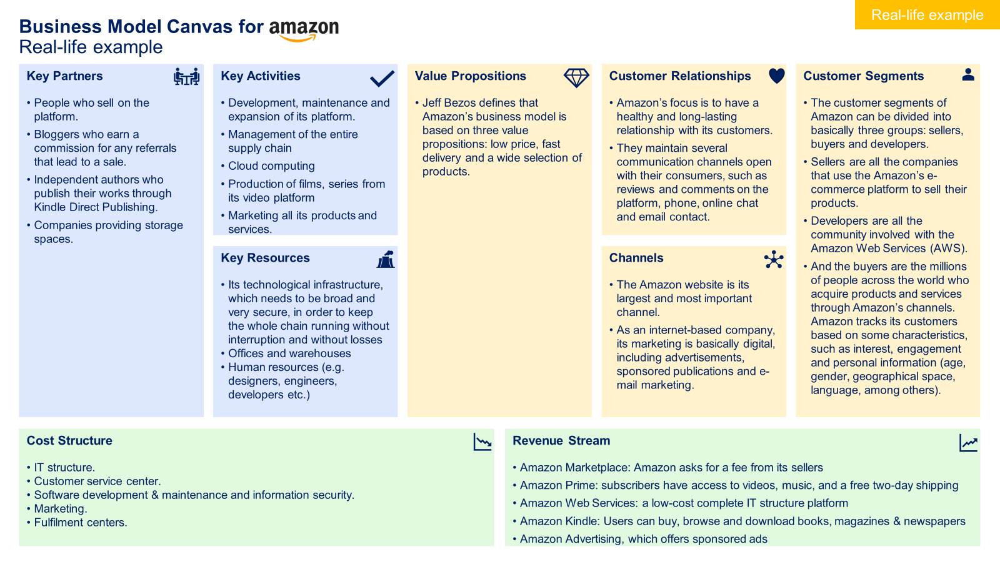 Real-life example
Business Model Canvas for amazon
Real-life example
Key Partners
• People who sell on the
platform.
• Bloggers who earn a
commission for any referrals
that lead to a sale.
• Independent authors who
publish their works through
Kindle Direct Publishing.
• Companies providing storage
spaces.
Key Activities
• Development, maintenance and
expansion of its platform.
• Management of the entire
supply chain
• Cloud computing
• Production of films, series from
its video platform
• Marketing all its products and
services.
Key Resources
• Its technological infrastructure,
which needs to be broad and
very secure, in order to keep
the whole chain running without
interruption and without losses
• Offices and warehouses
• Human resources (e.g.
designers, engineers,
developers etc.)
Value Propositions
• Jeff Bezos defines that
Amazon’s business model is
based on three value
propositions: low price, fast
delivery and a wide selection of
products.
Customer Relationships
• Amazon’s focus is to have a
healthy and long-lasting
relationship with its customers.
• They maintain several
communication channels open
with their consumers, such as
reviews and comments on the
platform, phone, online chat
and email contact.
Channels
• The Amazon website is its
largest and most important
channel.
• As an internet-based company,
its marketing is basically digital,
including advertisements,
sponsored publications and e-
mail marketing.
Customer Segments
• The customer segments of
Amazon can be divided into
basically three groups: sellers,
buyers and developers.
• Sellers are all the companies
that use the Amazon’s e-
commerce platform to sell their
products.
• Developers are all the
community involved with the
Amazon Web Services (AWS).
• And the buyers are the millions
of people across the world who
acquire products and services
through Amazon’s channels.
Amazon tracks its customers
based on some characteristics,
such as interest, engagement
and personal information (age,
gender, geographical space,
language, among others).
Cost Structure
• IT structure.
• Customer service center.
• Software development & maintenance and information security.
• Marketing.
• Fulfilment centers.
Revenue Stream
• Amazon Marketplace: Amazon asks for a fee from its sellers
• Amazon Prime: subscribers have access to videos, music, and a free two-day shipping
• Amazon Web Services: a low-cost complete IT structure platform
• Amazon Kindle: Users can buy, browse and download books, magazines & newspapers
• Amazon Advertising, which offers sponsored ads